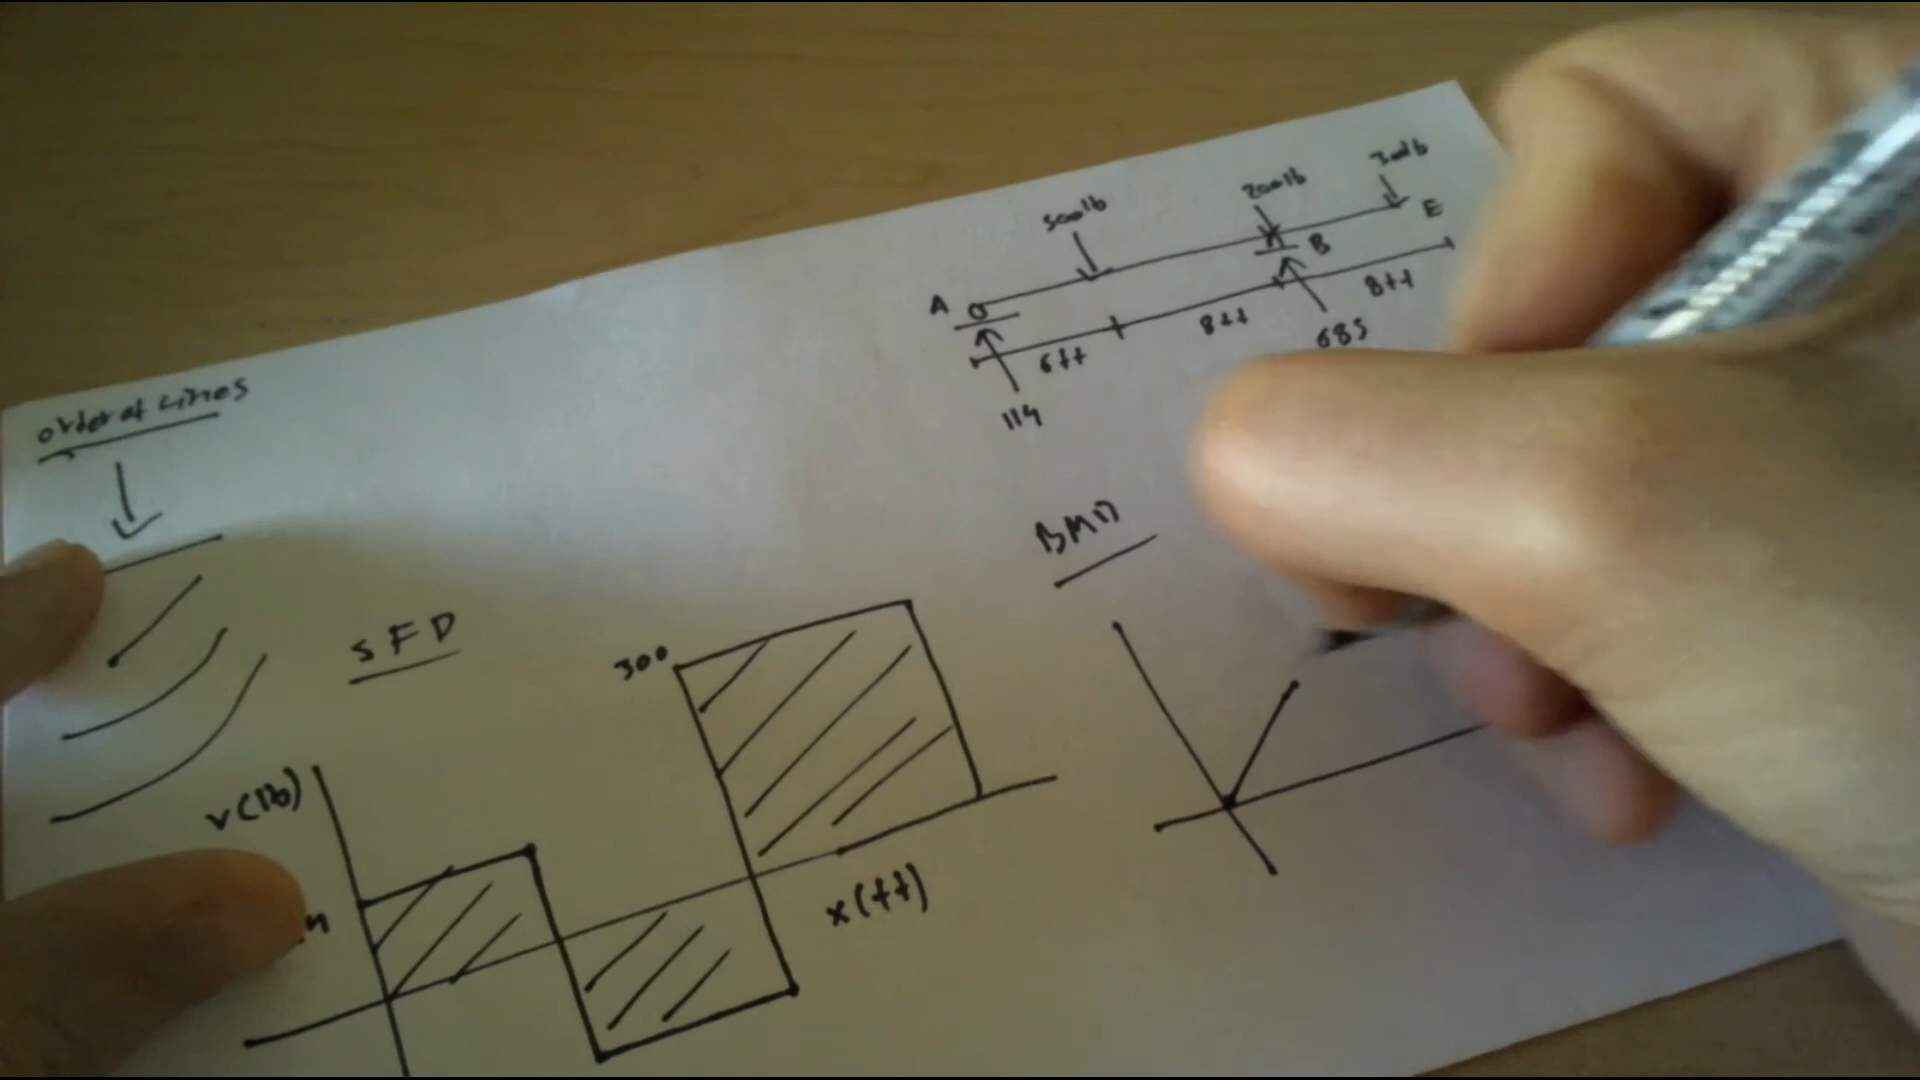 500lb
200lb
300lb
A
B
E
6ft
8ft
8ft
114
685
order of Lines
SFD
BMD
300
v(lb)
x(ft)